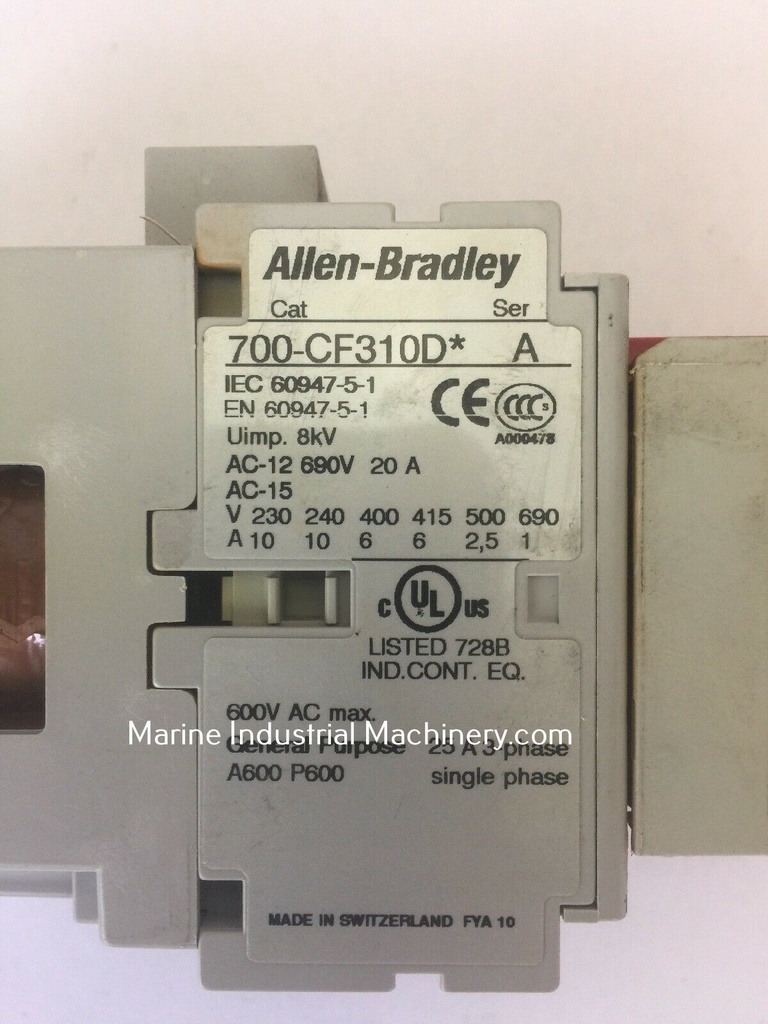 Allen-Bradley
Cat Ser
700-CF310D* A
IEC 60947-5-1
EN 60947-5-1
Uimp. 8kV
CE CCC S
A000478
AC-12 690V 20 A
AC-15
V 230 240 400 415 500 690
A 10 10 6 6 2,5 1
C UL US
LISTED 728B
IND.CONT. EQ.
600V AC max.
Marine Industrial Machinery.com
General Purpose 25 A 3-phase
A600 P600 single phase
MADE IN SWITZERLAND FYA 10